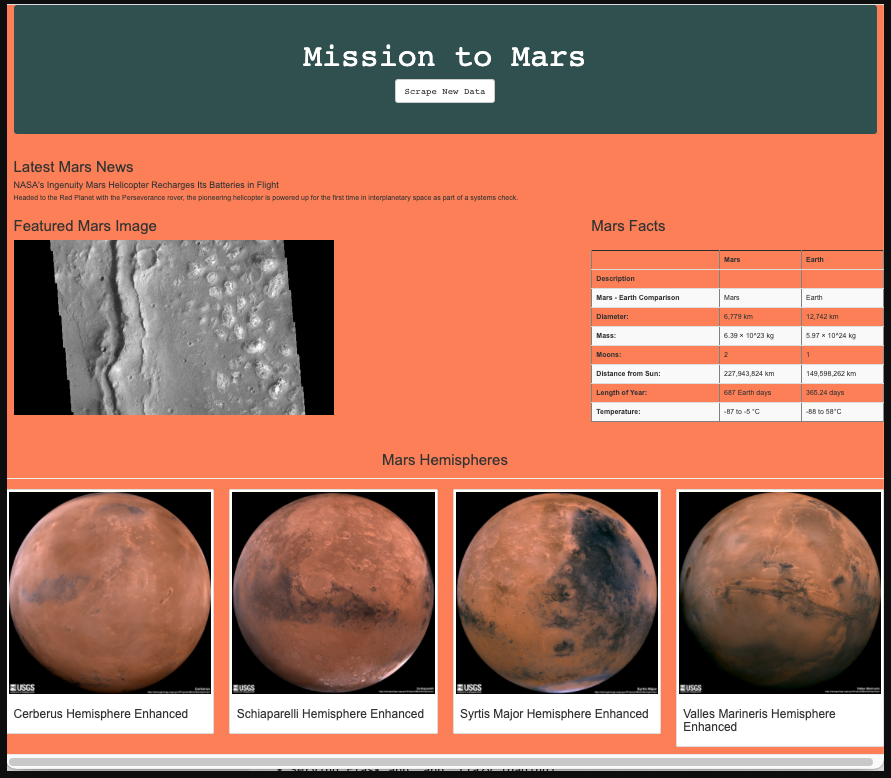 Mission to Mars
Scrape New Data
Latest Mars News
NASA's Ingenuity Mars Helicopter Recharges Its Batteries in Flight
Headed to the Red Planet with the Perseverance rover, the pioneering helicopter is powered up for the first time in interplanetary space as part of a systems check.
Featured Mars Image
Mars Facts
Mars Earth
Description
Mars - Earth Comparison Mars Earth
Diameter: 6,779 km 12,742 km
Mass: 6.39 × 10^23 kg 5.97 × 10^24 kg
Moons: 2 1
Distance from Sun: 227,943,824 km 149,598,262 km
Length of Year: 687 Earth days 365.24 days
Temperature: -87 to -5 °C -88 to 58°C
Mars Hemispheres
USGS USGS USGS USGS
Cerberus Hemisphere Enhanced
Schiaparelli Hemisphere Enhanced
Syrtis Major Hemisphere Enhanced
Valles Marineris Hemisphere
Enhanced